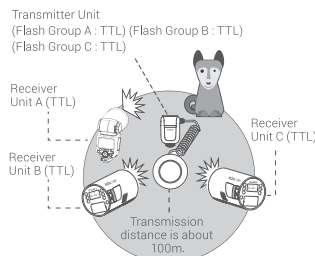 Transmitter Unit
(Flash Group A : TTL) (Flash Group B : TTL)
(Flash Group C : TTL)
Receiver
Unit A (TTL)
Receiver
Unit B (TTL)
Receiver
Unit C (TTL)
Transmission
distance is about
100m.